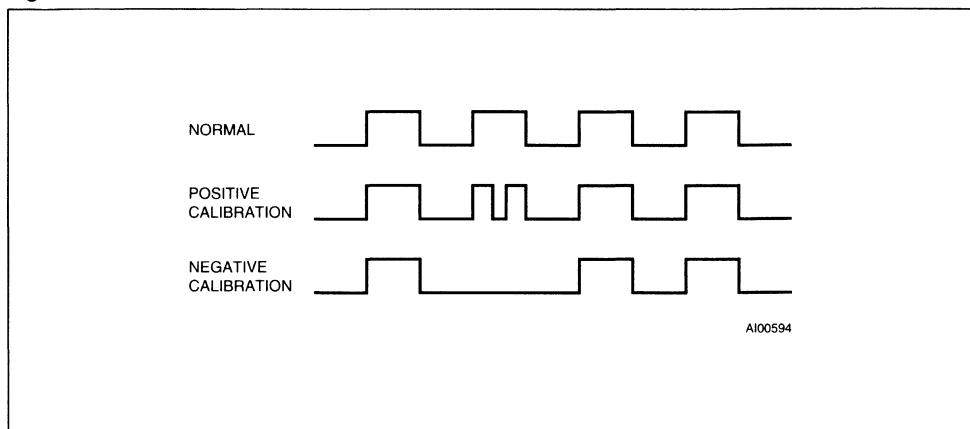 NORMAL
POSITIVE
CALIBRATION
NEGATIVE
CALIBRATION
AI00594